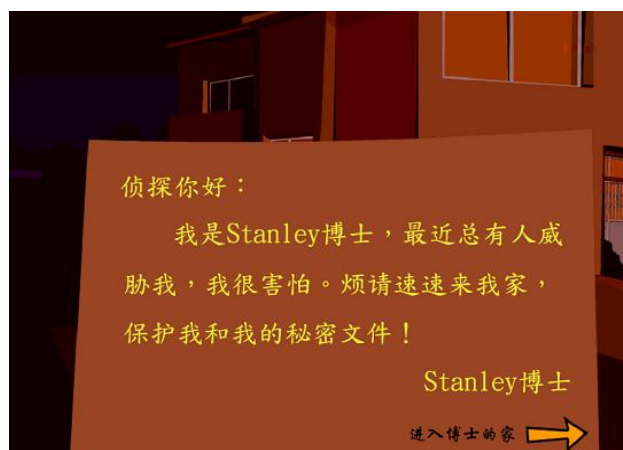 侦探你好：
我是Stanley博士，最近总有人威
胁我，我很害怕。烦请速速来我家，
保护我和我的秘密文件！
Stanley博士
进入博士的家